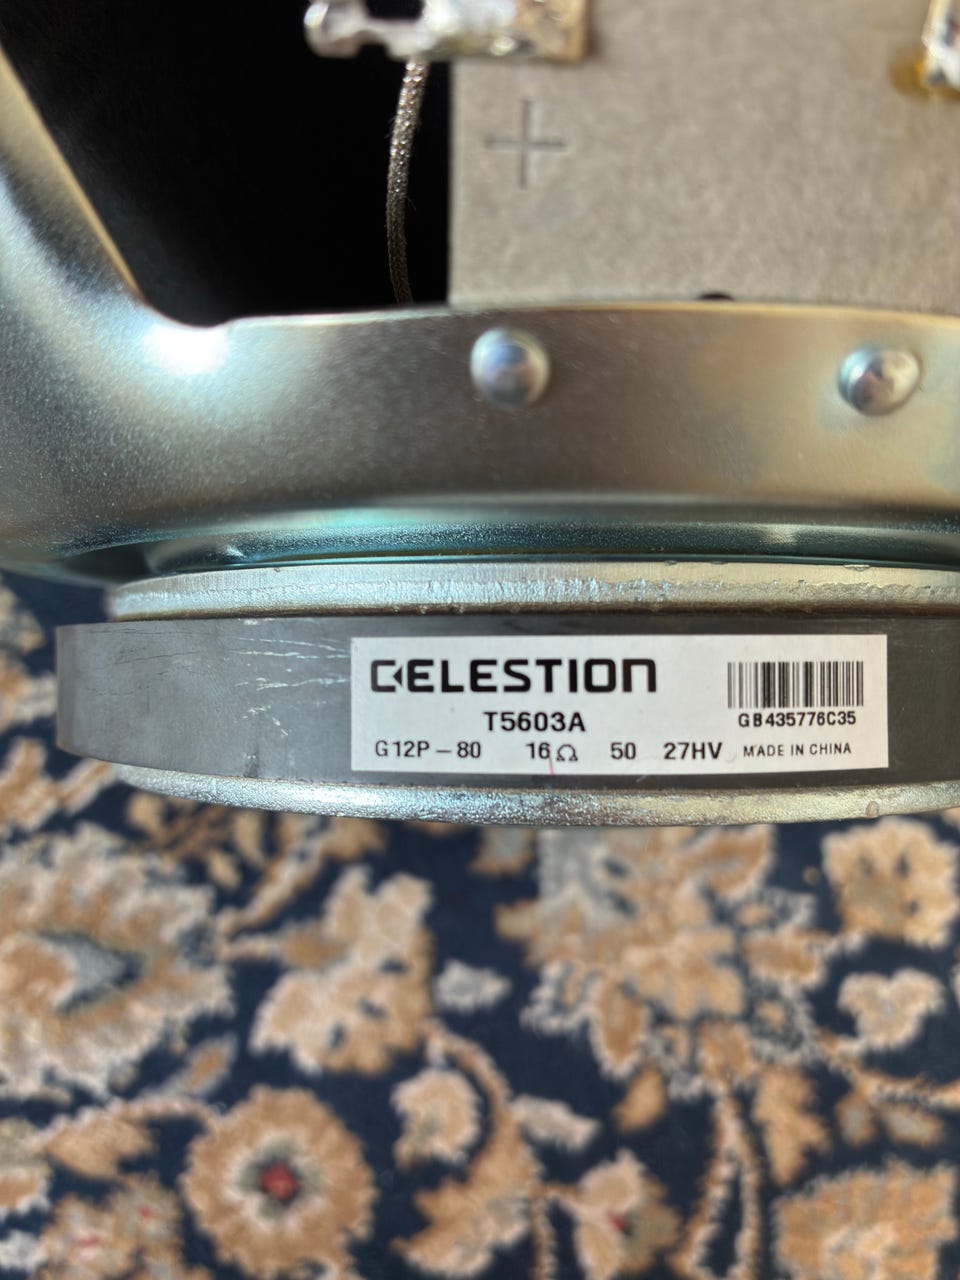 CELESTION
T5603A
GB435776C35
G12P-80 16Ω 50 27HV MADE IN CHINA